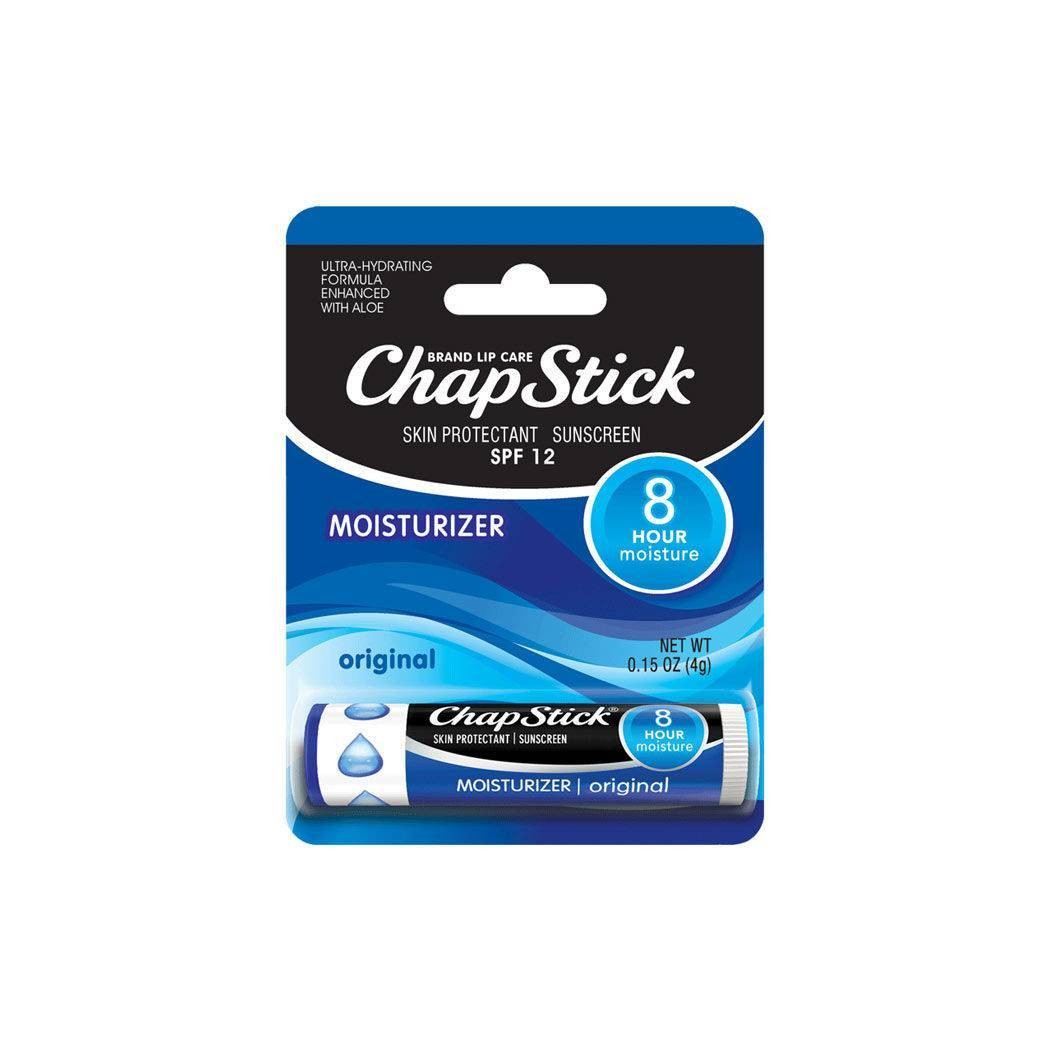 ULTRA-HYDRATING
FORMULA
ENHANCED
WITH ALOE
BRAND LIP CARE
ChapStick
SKIN PROTECTANT SUNSCREEN
SPF 12
MOISTURIZER
8
HOUR
moisture
original
NET WT
0.15 OZ (4g)
ChapStick®
SKIN PROTECTANT | SUNSCREEN
8
HOUR
moisture
MOISTURIZER | original